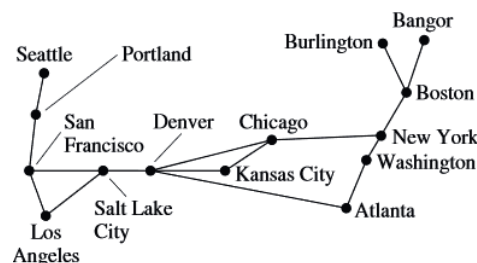 Bangor
Burlington
Seattle
Portland
Boston
San
Francisco
Denver
Chicago
New York
Washington
Kansas City
Salt Lake
City
Atlanta
Los
Angeles